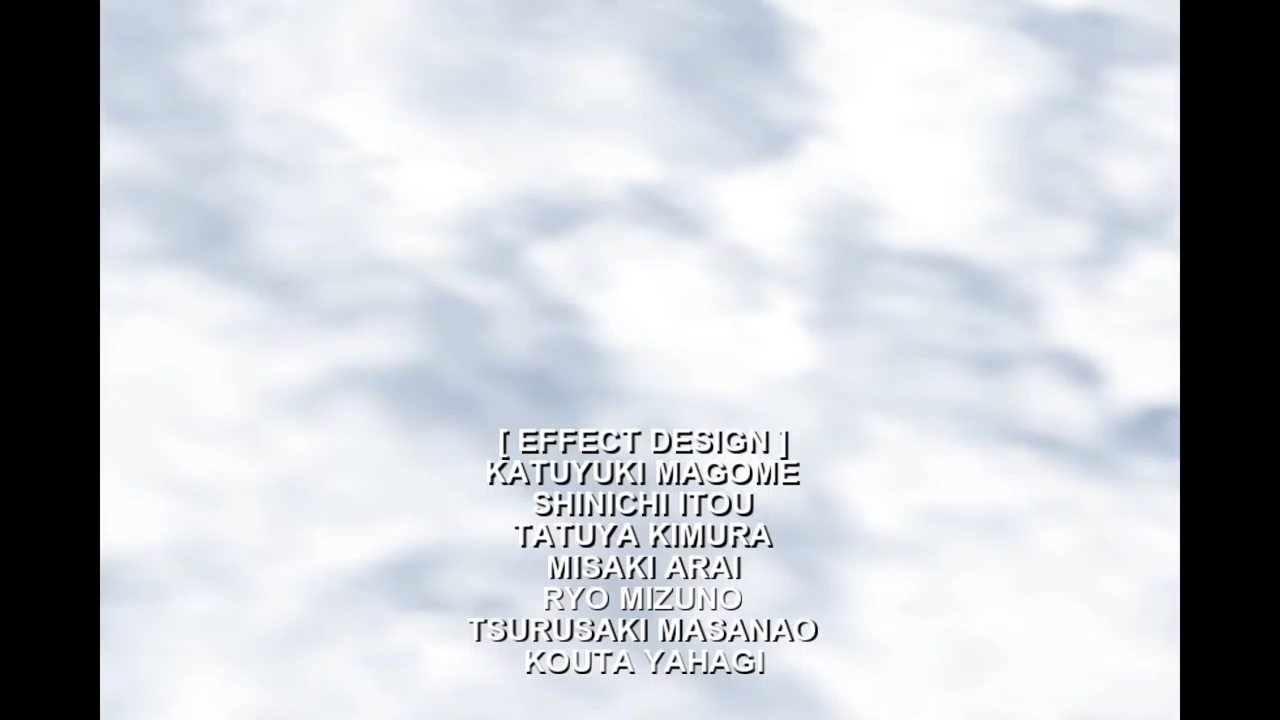 [ EFFECT DESIGN ]
KATUYUKI MAGOME
SHINICHI ITOU
TATUYA KIMURA
MISAKI ARAI
RYO MIZUNO
TSURUSAKI MASANAO
KOUTA YAHAGI